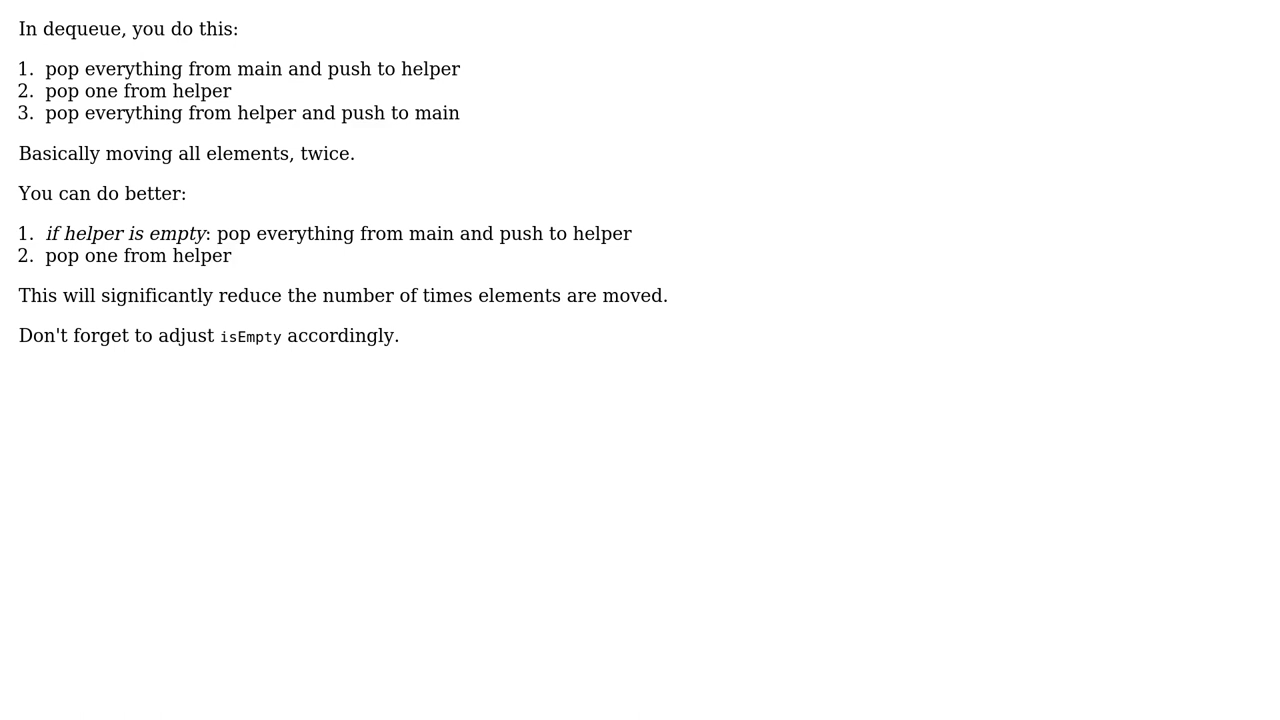 In dequeue, you do this:
1. pop everything from main and push to helper
2. pop one from helper
3. pop everything from helper and push to main
Basically moving all elements, twice.
You can do better:
1. if helper is empty: pop everything from main and push to helper
2. pop one from helper
This will significantly reduce the number of times elements are moved.
Don't forget to adjust isEmpty accordingly.